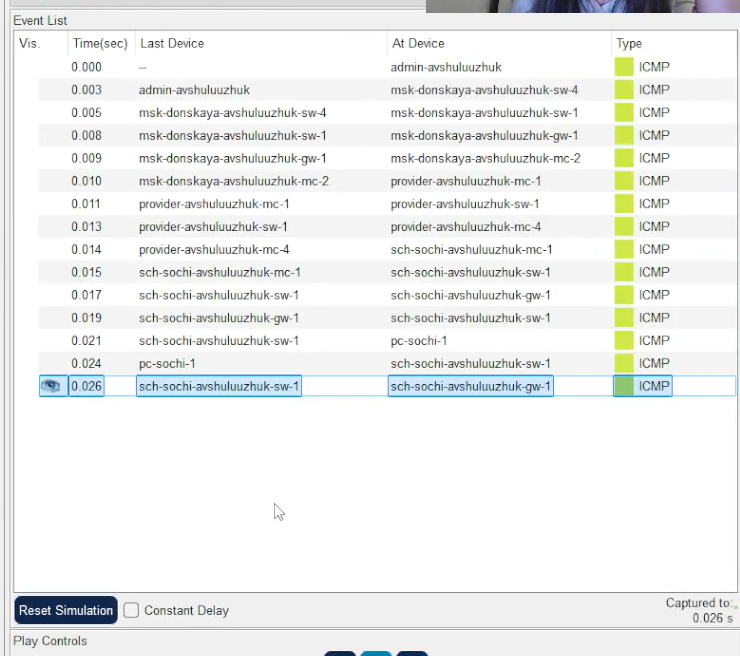 Event List
Vis. Time(sec) Last Device At Device Type
0.000 -- admin-avshuluuzhuk ICMP
0.003 admin-avshuluuzhuk msk-donskaya-avshuluuzhuk-sw-4 ICMP
0.005 msk-donskaya-avshuluuzhuk-sw-4 msk-donskaya-avshuluuzhuk-sw-1 ICMP
0.008 msk-donskaya-avshuluuzhuk-sw-1 msk-donskaya-avshuluuzhuk-gw-1 ICMP
0.009 msk-donskaya-avshuluuzhuk-gw-1 msk-donskaya-avshuluuzhuk-mc-2 ICMP
0.010 msk-donskaya-avshuluuzhuk-mc-2 provider-avshuluuzhuk-mc-1 ICMP
0.011 provider-avshuluuzhuk-mc-1 provider-avshuluuzhuk-sw-1 ICMP
0.013 provider-avshuluuzhuk-sw-1 provider-avshuluuzhuk-mc-4 ICMP
0.014 provider-avshuluuzhuk-mc-4 sch-sochi-avshuluuzhuk-mc-1 ICMP
0.015 sch-sochi-avshuluuzhuk-mc-1 sch-sochi-avshuluuzhuk-sw-1 ICMP
0.017 sch-sochi-avshuluuzhuk-sw-1 sch-sochi-avshuluuzhuk-gw-1 ICMP
0.019 sch-sochi-avshuluuzhuk-gw-1 sch-sochi-avshuluuzhuk-sw-1 ICMP
0.021 sch-sochi-avshuluuzhuk-sw-1 pc-sochi-1 ICMP
0.024 pc-sochi-1 sch-sochi-avshuluuzhuk-sw-1 ICMP
0.026 sch-sochi-avshuluuzhuk-sw-1 sch-sochi-avshuluuzhuk-gw-1 ICMP
Reset Simulation Constant Delay Captured to:
0.026 s
Play Controls